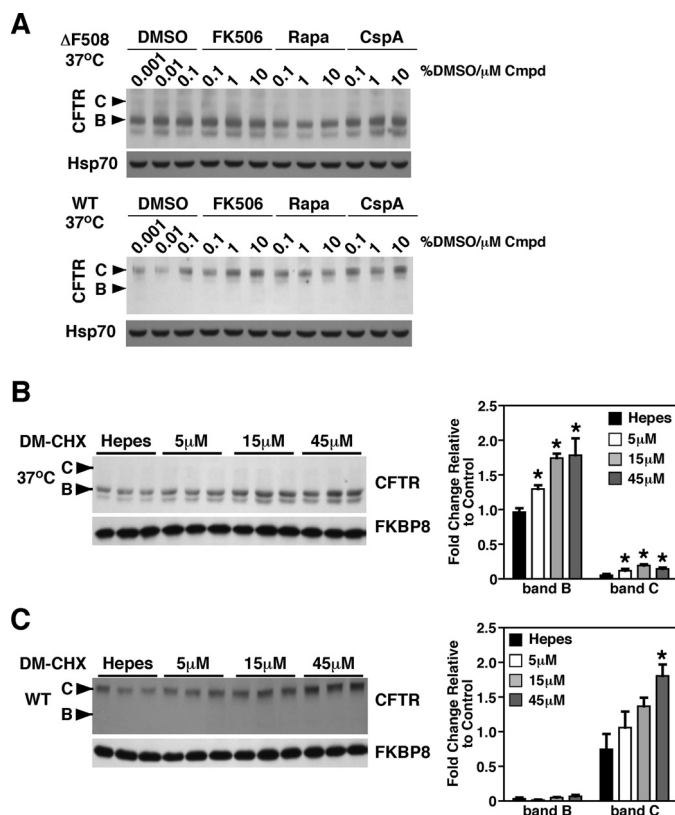 A
ΔF508 DMSO FK506 Rapa CspA
37°C
0.001 0.01 0.1 0.1 1 10 0.1 1 10 0.1 1 10 %DMSO/μM Cmpd
CFTR C
B
Hsp70
WT DMSO FK506 Rapa CspA
37°C
0.001 0.01 0.1 0.1 1 10 0.1 1 10 0.1 1 10 %DMSO/μM Cmpd
CFTR C
B
Hsp70
B
DM-CHX Hepes 5μM 15μM 45μM
37°C C
B
CFTR
FKBP8
Fold Change Relative
to Control
2.5
2.0
1.5
1.0
0.5
0
Hepes
5μM
15μM
45μM
* * *
* * *
band B band C
C
DM-CHX Hepes 5μM 15μM 45μM
WT C
B
CFTR
FKBP8
Fold Change Relative
to Control
2.5
2.0
1.5
1.0
0.5
0
Hepes
5μM
15μM
45μM
*
band B band C